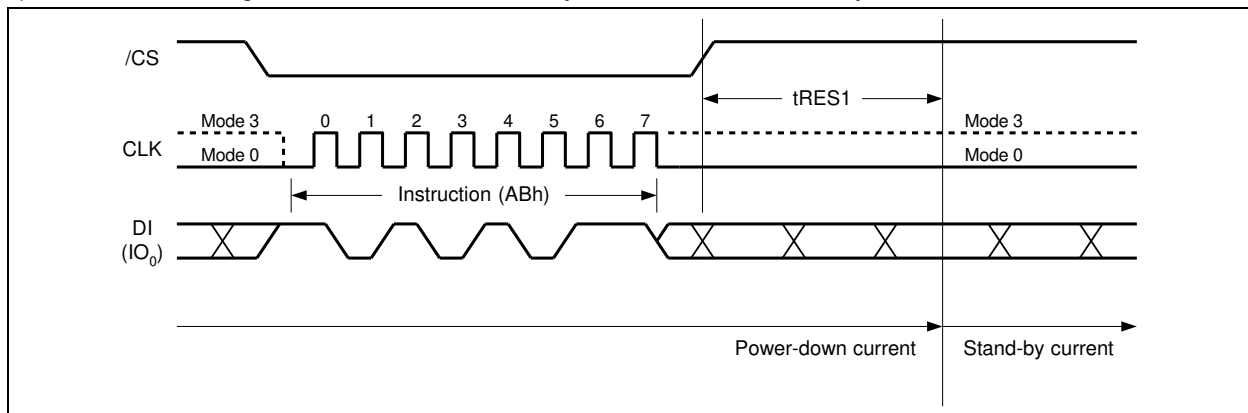 /CS
tRES1
Mode 3 0 1 2 3 4 5 6 7 Mode 3
CLK
Mode 0 Mode 0
Instruction (ABh)
DI
(IO0)
Power-down current Stand-by current